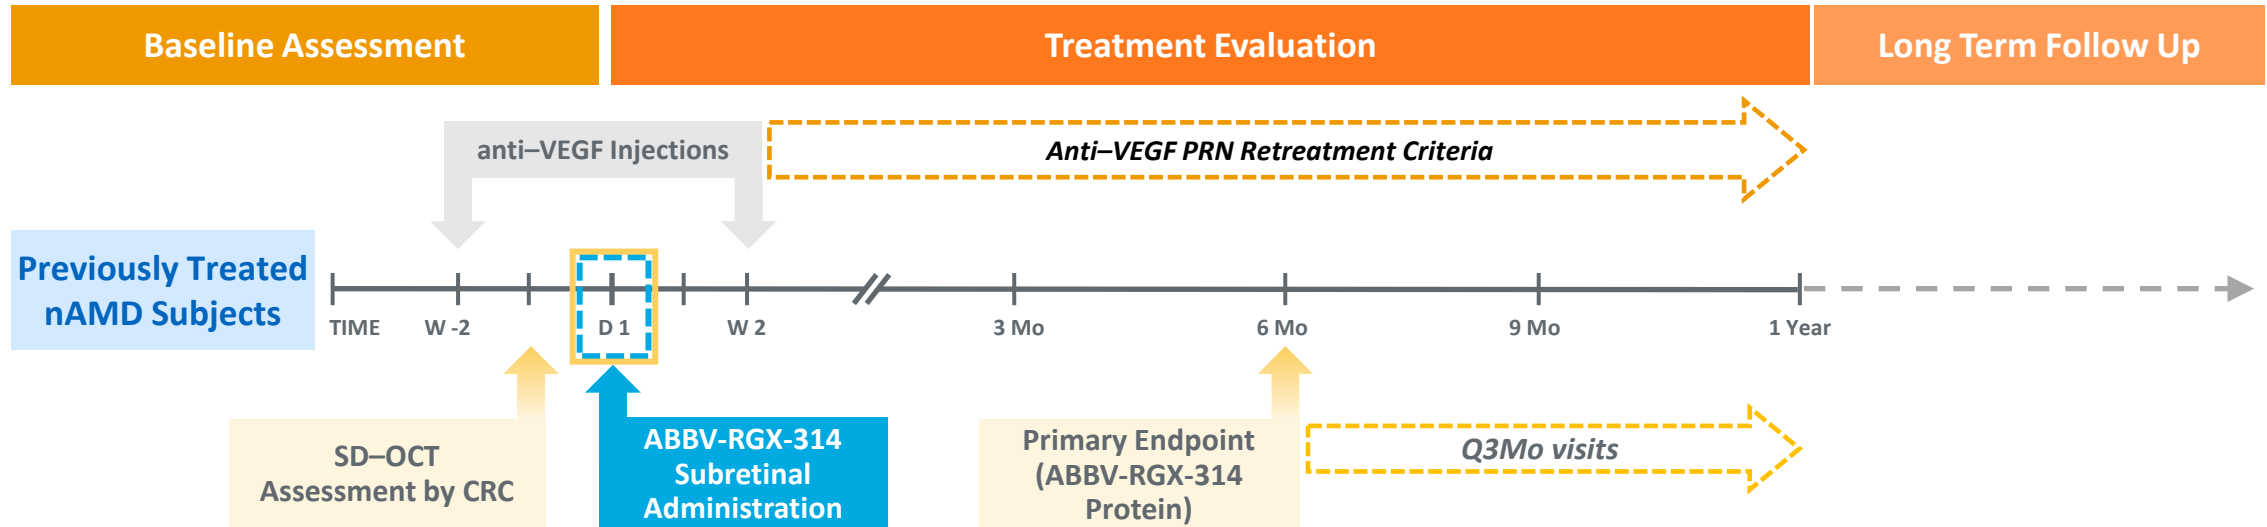 Baseline Assessment
Treatment Evaluation
Long Term Follow Up
anti–VEGF Injections
Anti–VEGF PRN Retreatment Criteria
Previously Treated
nAMD Subjects
TIME
W -2
D 1
W 2
3 Mo
6 Mo
9 Mo
1 Year
SD–OCT
Assessment by CRC
ABBV-RGX-314
Subretinal
Administration
Primary Endpoint
(ABBV-RGX-314
Protein)
Q3Mo visits